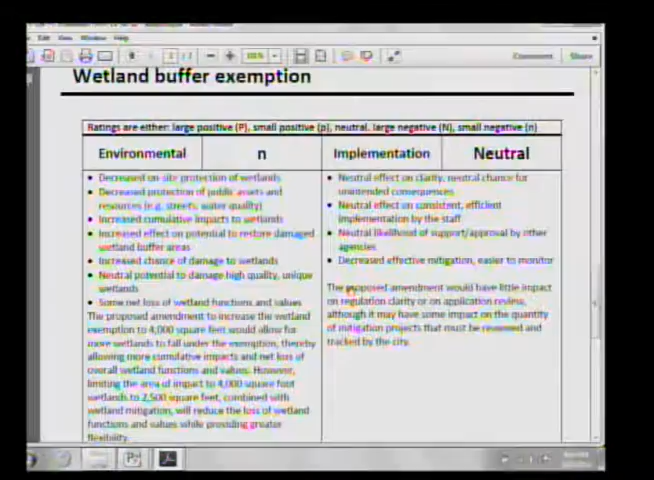 Edit View Window Help
Comment Share
Wetland buffer exemption
Ratings are either: large positive (P), small positive (p), neutral. large negative (N), small negative (n)
Environmental n Implementation Neutral
• Decreased on-site protection of wetlands
• Decreased protection of public assets and
resources (e.g. streets, water quality)
• Increased cumulative impacts to wetlands
• Increased effect on potential to restore damaged
wetland buffer areas
• Increased chance of damage to wetlands
• Neutral potential to damage high quality, unique
wetlands
• Some net loss of wetland functions and values
The proposed amendment to increase the wetland
exemption to 4,000 square feet would allow for
more wetlands to fall under the exemption, thereby
allowing more cumulative impacts and net loss of
overall wetland functions and values. However,
limiting the area of impact to 4,000 square foot
wetlands to 2,500 square feet, combined with
wetland mitigation, will reduce the loss of wetland
functions and values while providing greater
flexibility.
• Neutral effect on clarity, neutral chance for
unintended consequences
• Neutral effect on consistent, efficient
implementation by the staff
• Neutral likelihood of support/approval by other
agencies
• Decreased effective mitigation, easier to monitor
The proposed amendment would have little impact
on regulation clarity or on application review,
although it may have some impact on the quantity
of mitigation projects that must be reviewed and
tracked by the city.